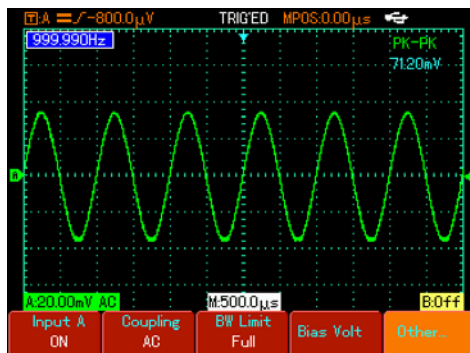 T:A -800.0μV TRIG'ED MPOS:0.00μs
999.990Hz PK-PK
71.20mV
A
A:20.00mV AC M:500.0μs B:Off
Input A Coupling BW Limit Bias Volt Other...
ON AC Full